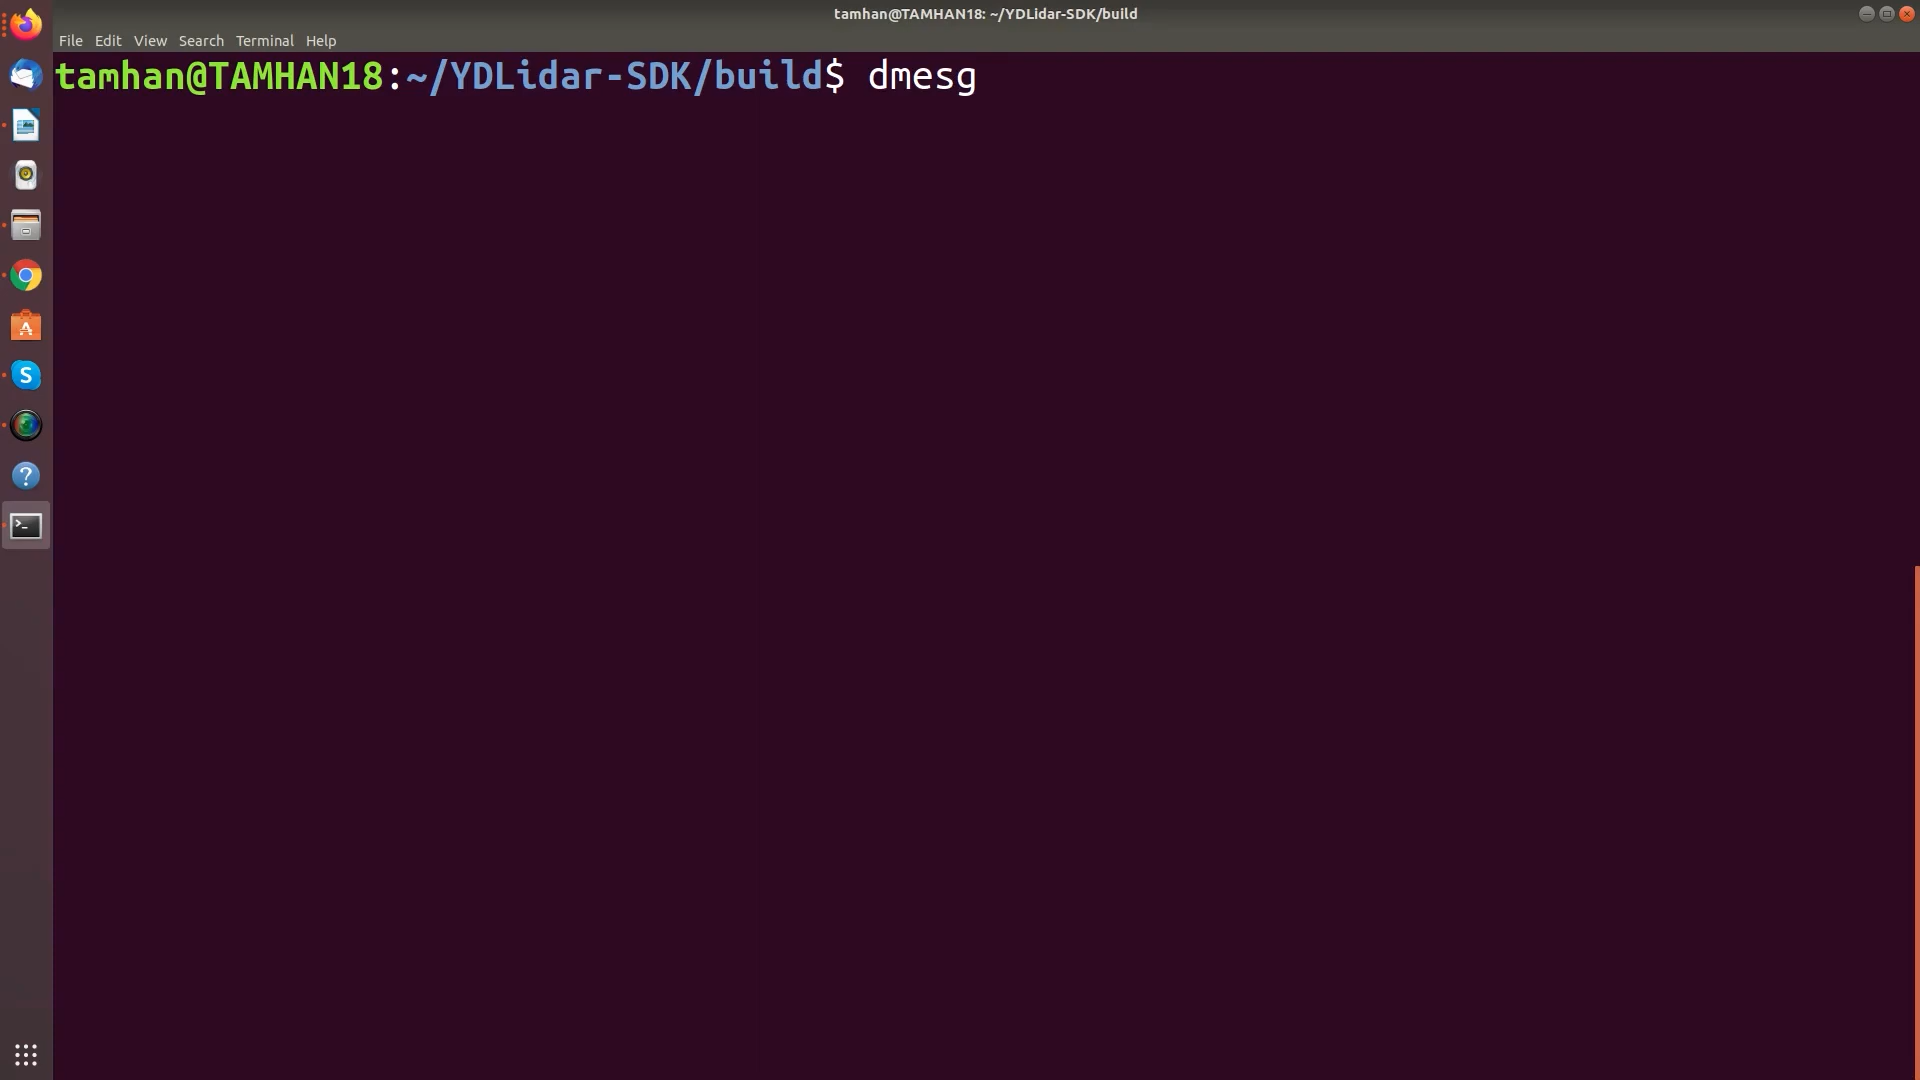 tamhan@TAMHAN18: ~/YDLidar-SDK/build
File Edit View Search Terminal Help
tamhan@TAMHAN18:~/YDLidar-SDK/build$ dmesg